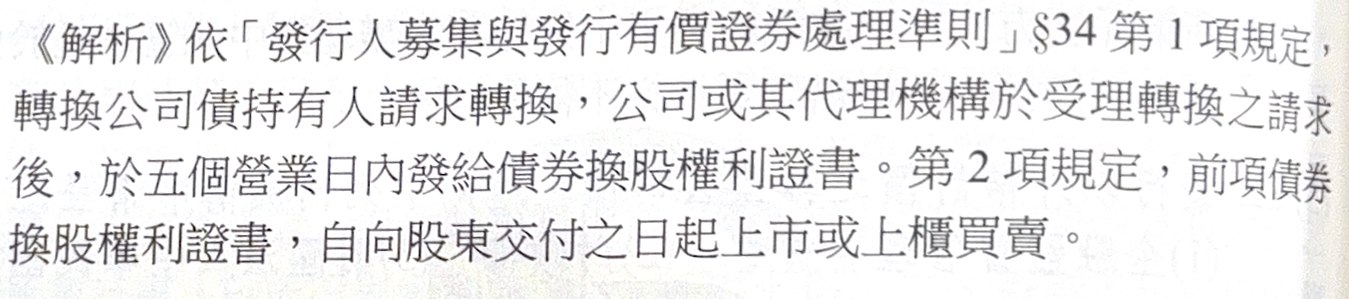 《解析》依「發行人募集與發行有價證券處理準則」§34 第 1 項規定，
轉換公司債持有人請求轉換，公司或其代理機構於受理轉換之請求
後，於五個營業日內發給債券換股權利證書。第 2 項規定，前項債券
換股權利證書，自向股東交付之日起上市或上櫃買賣。